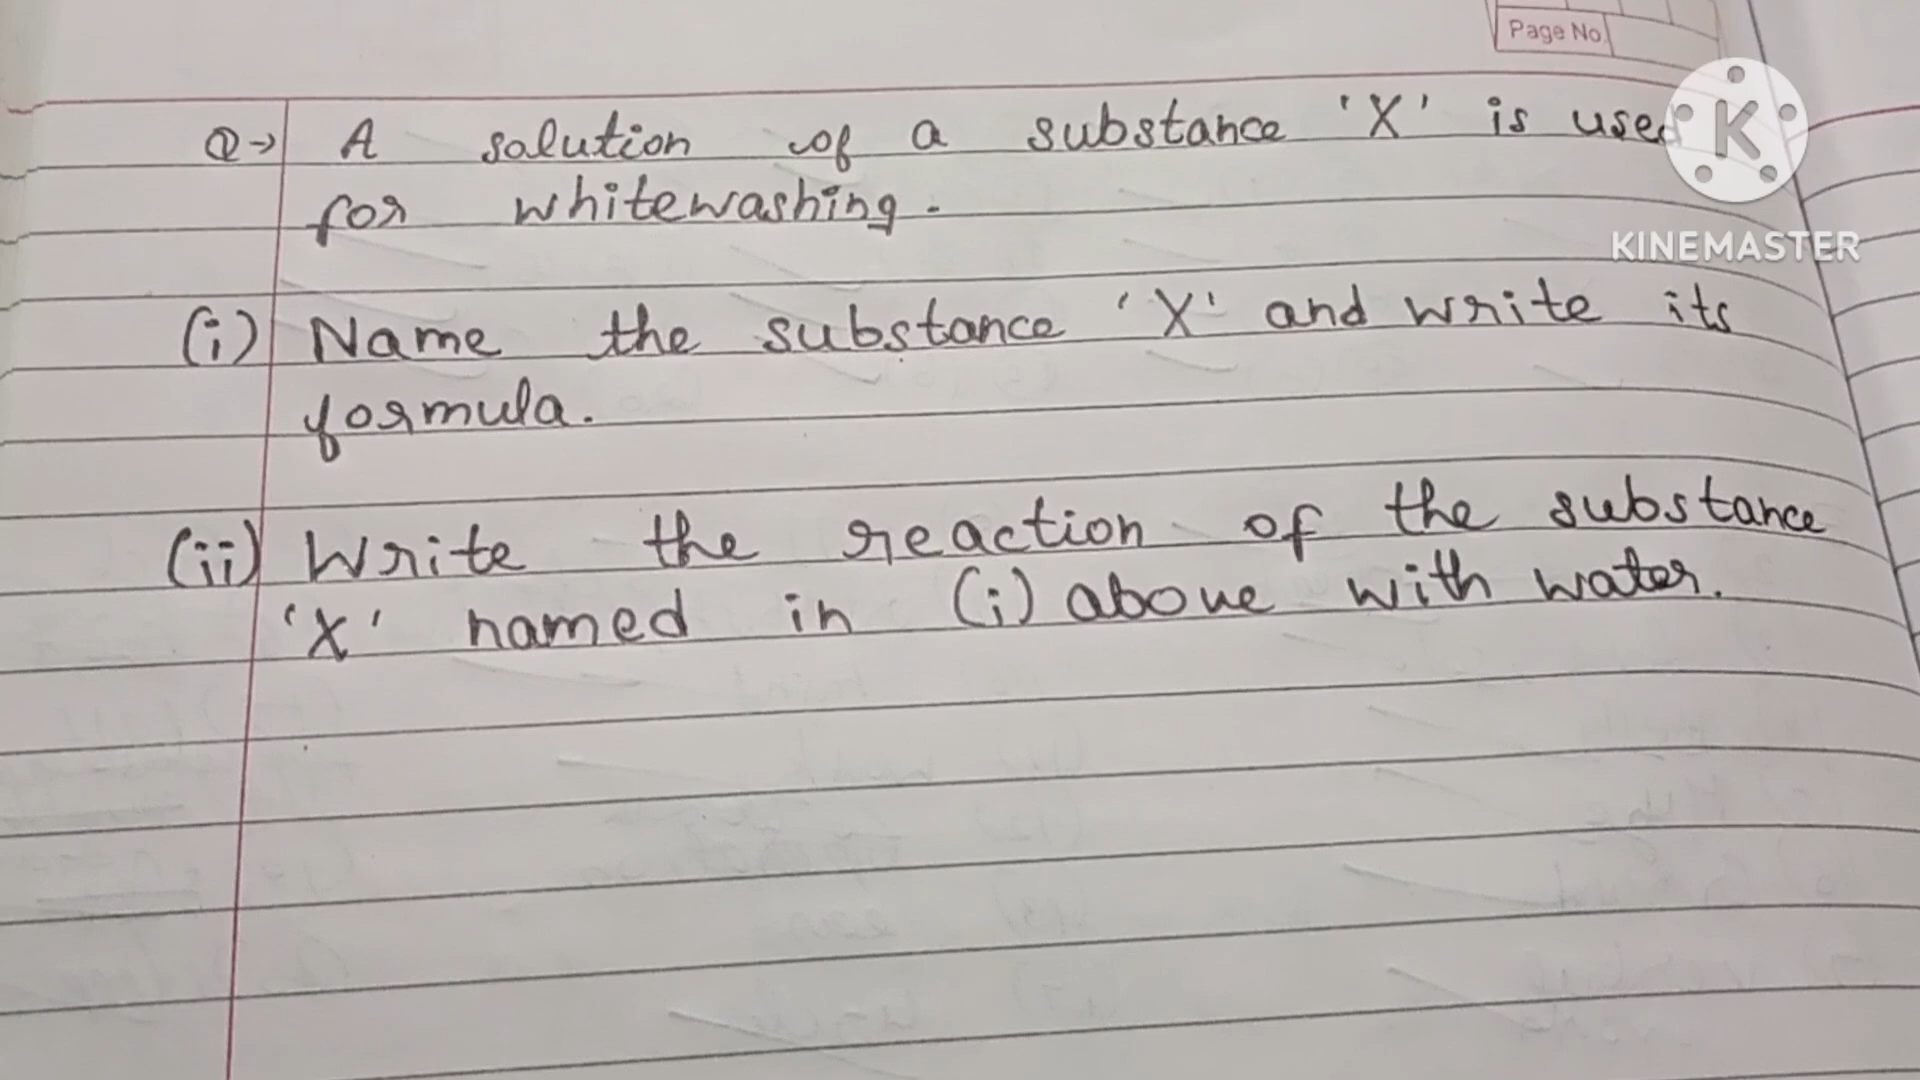 Page No.
Q→ A solution of a substance 'X' is used
for whitewashing.
KINEMASTER
(i) Name the substance 'X' and write its
formula.
(ii) Write the reaction of the substance
'X' named in (i) above with water.